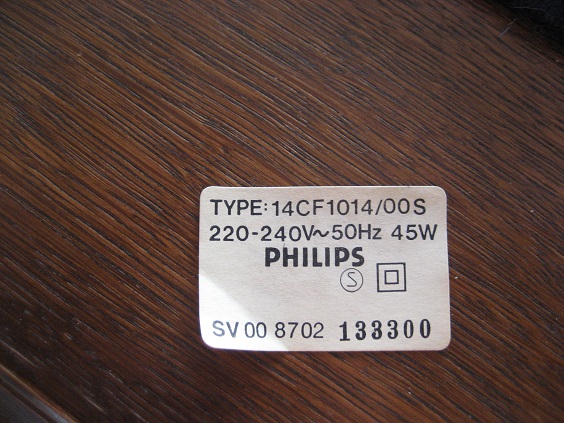 TYPE: 14CF1014/00S
220-240V~50Hz 45W
PHILIPS
S
SV 00 8702 133300